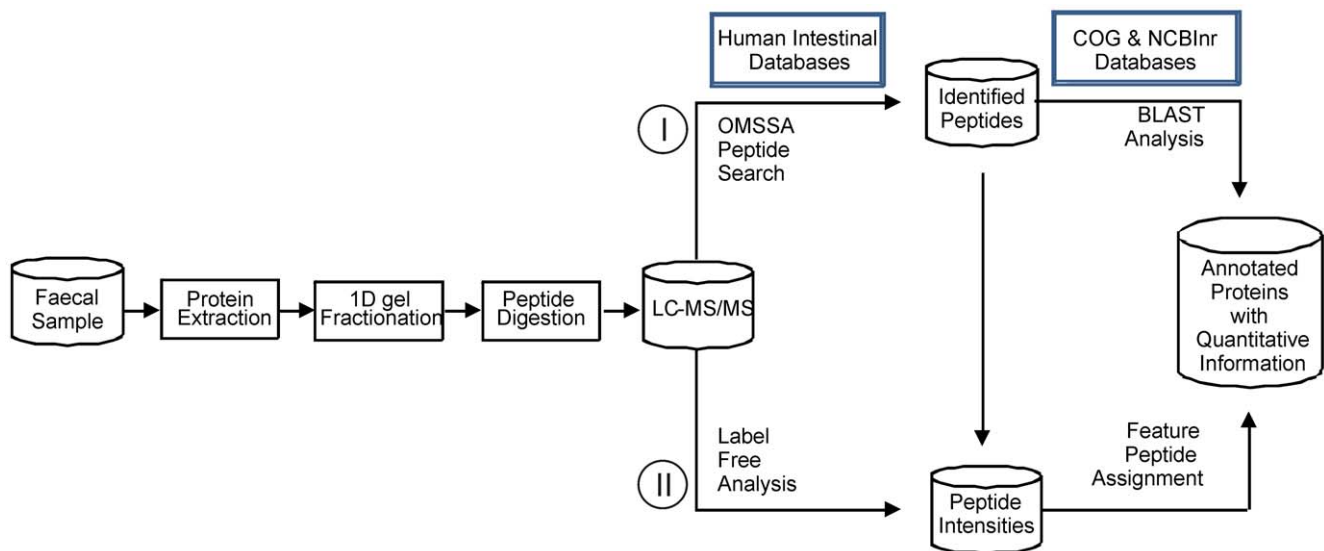 Human Intestinal
Databases
COG & NCBInr
Databases
I
OMSSA
Peptide
Search
Identified
Peptides
BLAST
Analysis
Faecal
Sample
Protein
Extraction
1D gel
Fractionation
Peptide
Digestion
LC-MS/MS
Annotated
Proteins
with
Quantitative
Information
II
Label
Free
Analysis
Peptide
Intensities
Feature
Peptide
Assignment